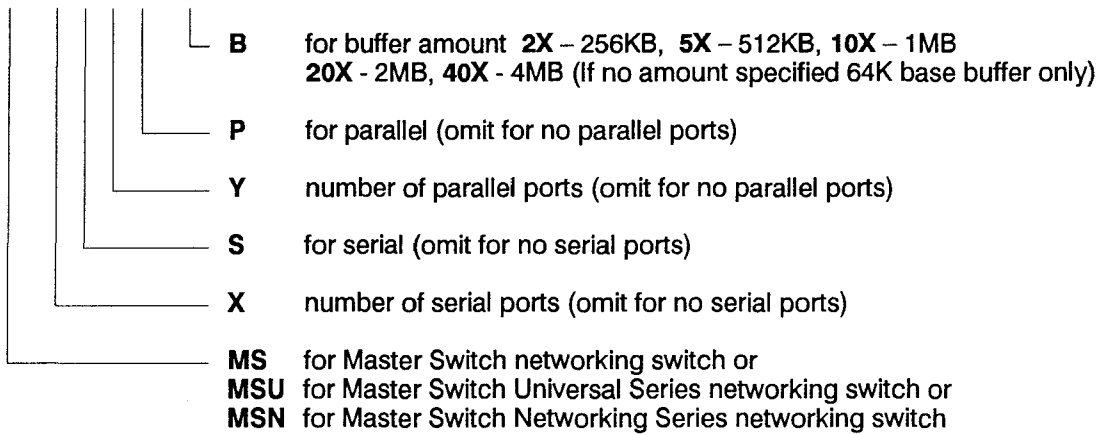 B for buffer amount 2X – 256KB, 5X – 512KB, 10X – 1MB
20X - 2MB, 40X - 4MB (If no amount specified 64K base buffer only)
P for parallel (omit for no parallel ports)
Y number of parallel ports (omit for no parallel ports)
S for serial (omit for no serial ports)
X number of serial ports (omit for no serial ports)
MS for Master Switch networking switch or
MSU for Master Switch Universal Series networking switch or
MSN for Master Switch Networking Series networking switch